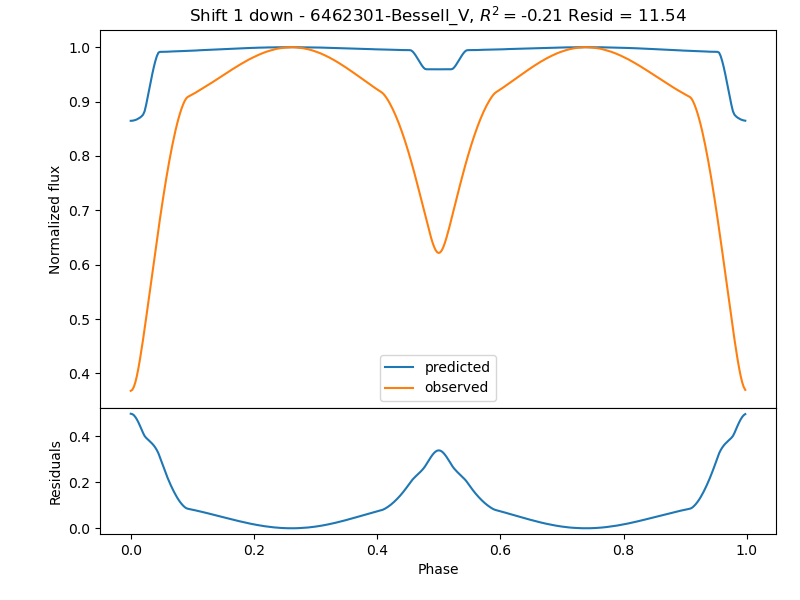 Shift 1 down - 6462301-Bessell_V, R² = -0.21 Resid = 11.54
Normalized flux
1.0
0.9
0.8
0.7
0.6
0.5
0.4
predicted
observed
Residuals
0.4
0.2
0.0
0.0 0.2 0.4 0.6 0.8 1.0
Phase